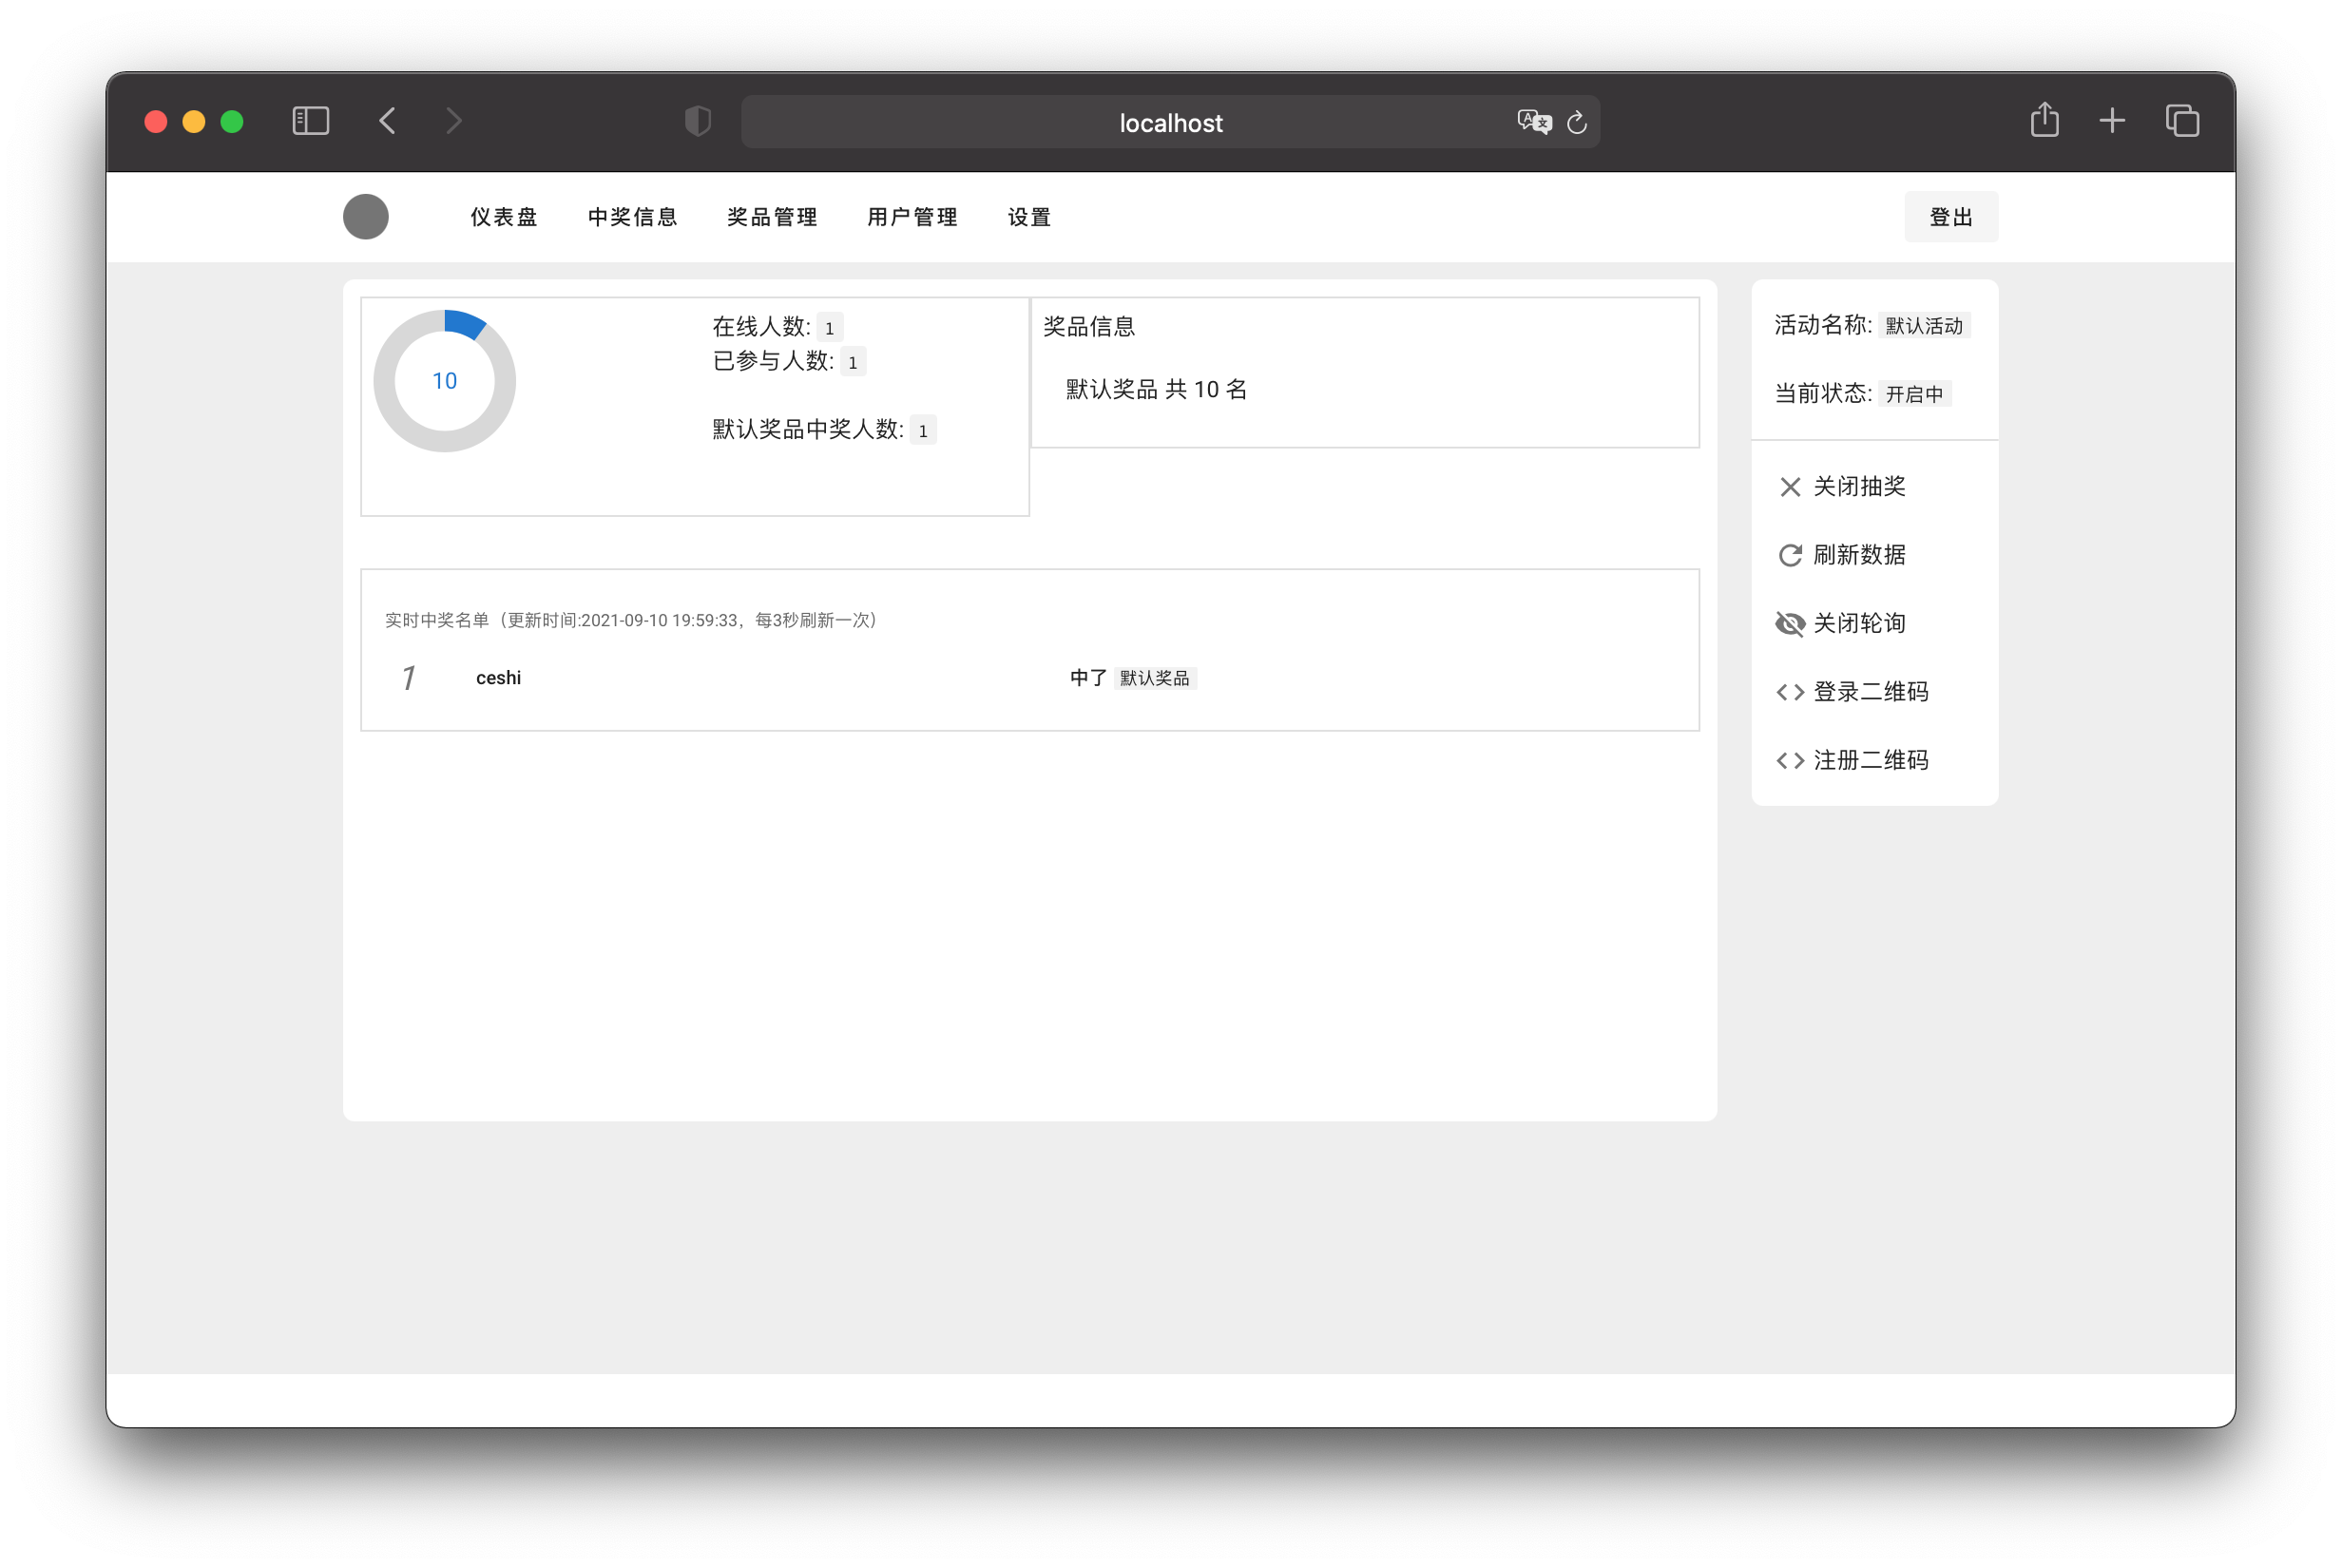 localhost
仪表盘 中奖信息 奖品管理 用户管理 设置 登出
10
在线人数: 1
已参与人数: 1
默认奖品中奖人数: 1
奖品信息
默认奖品 共 10 名
实时中奖名单（更新时间:2021-09-10 19:59:33，每3秒刷新一次）
1 ceshi 中了 默认奖品
活动名称: 默认活动
当前状态: 开启中
关闭抽奖
刷新数据
关闭轮询
登录二维码
注册二维码